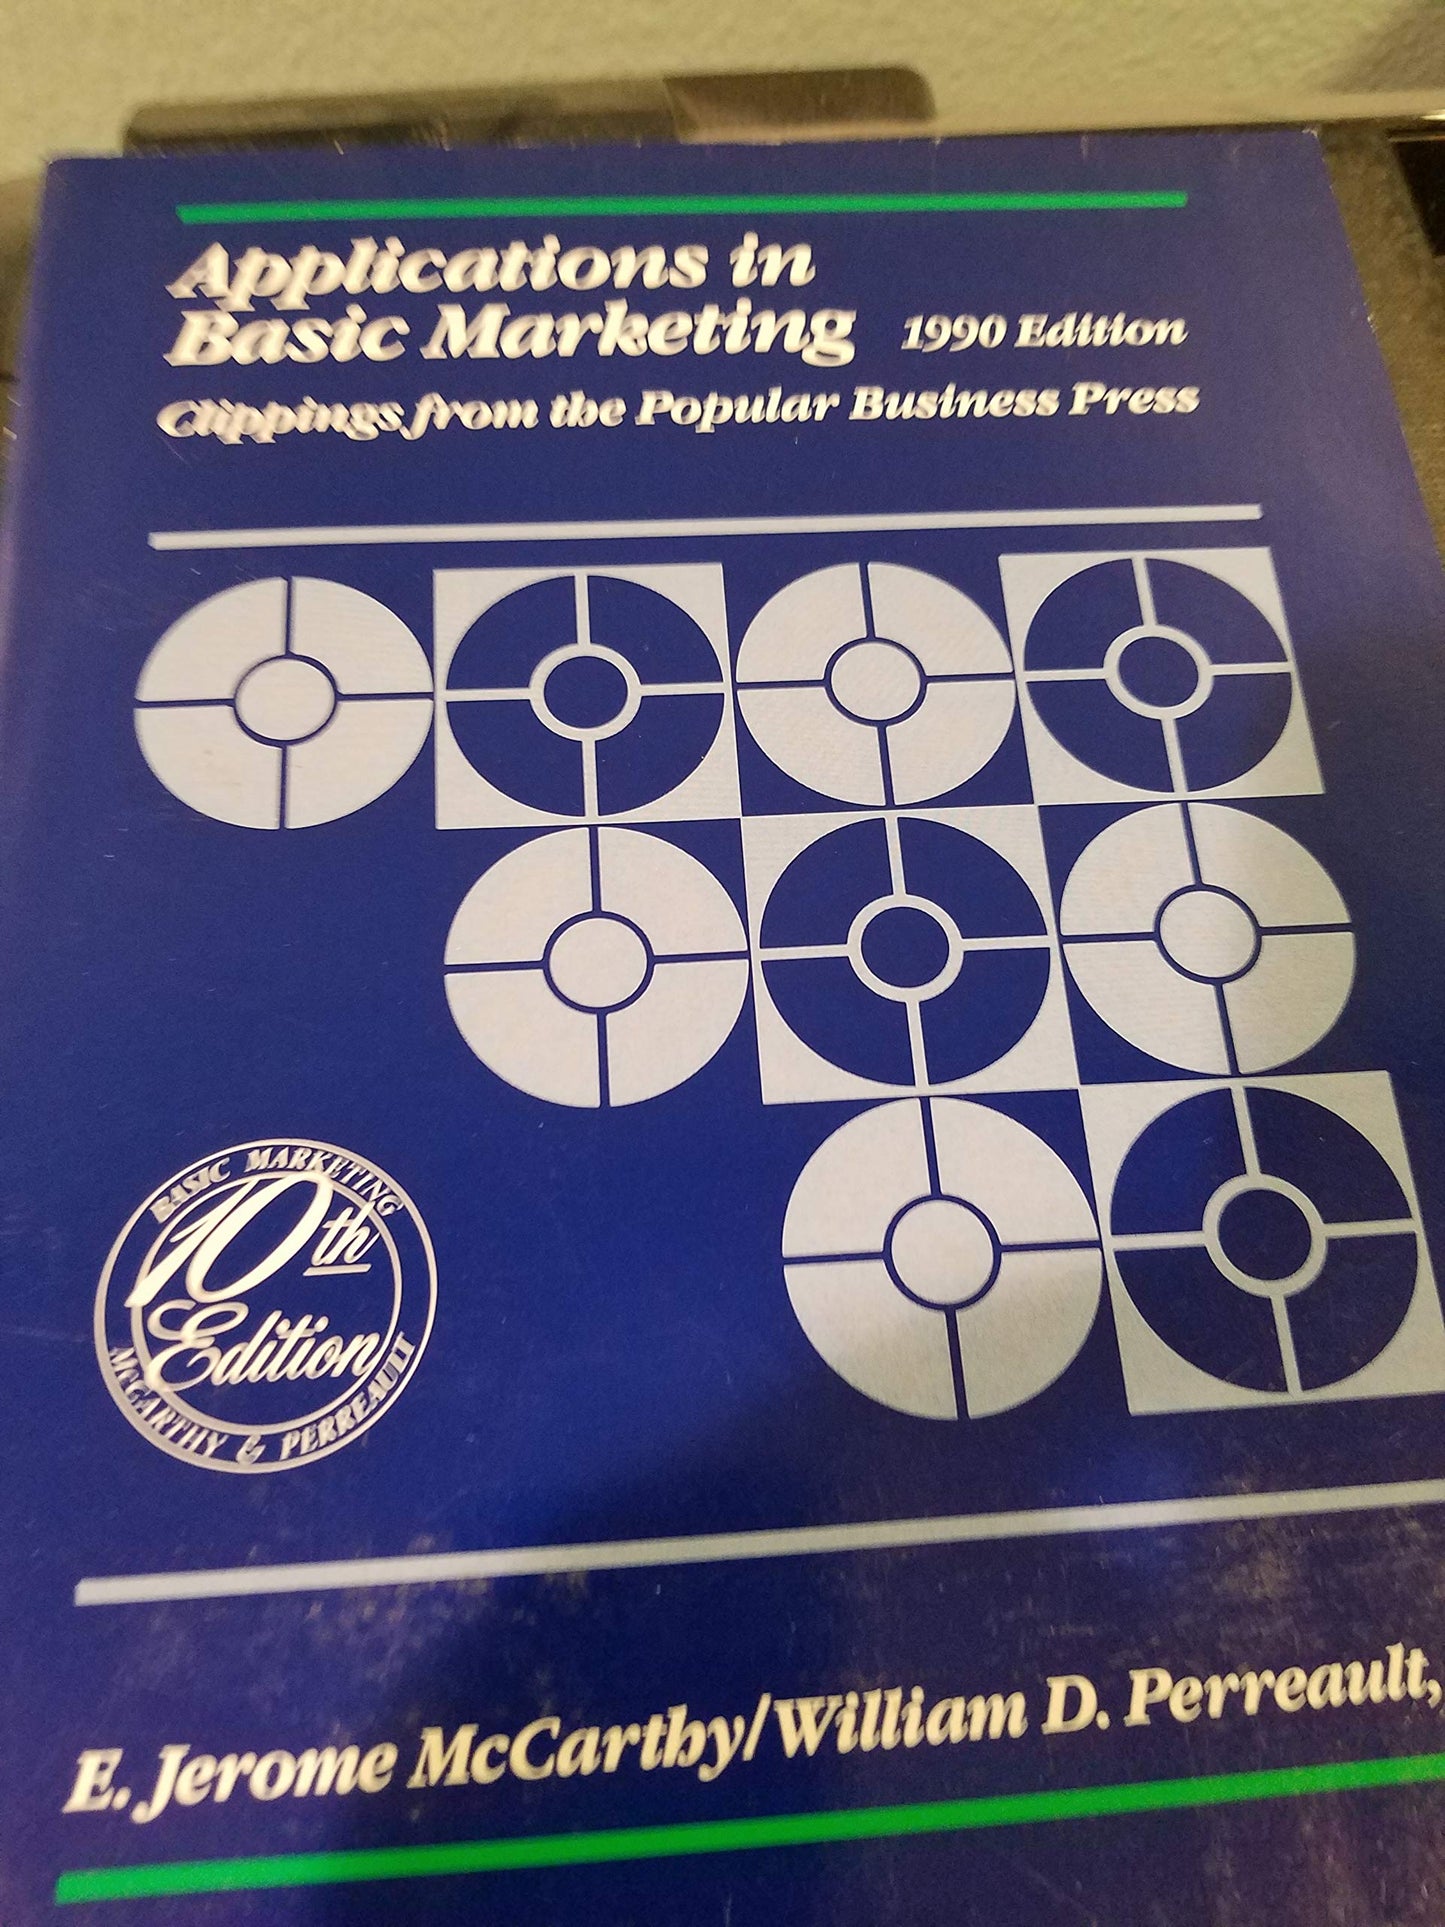 Applications in
Basic Marketing 1990 Edition
Clippings from the Popular Business Press
BASIC MARKETING
10th
Edition
McCARTHY & PERREAULT
E. Jerome McCarthy/William D. Perreault,